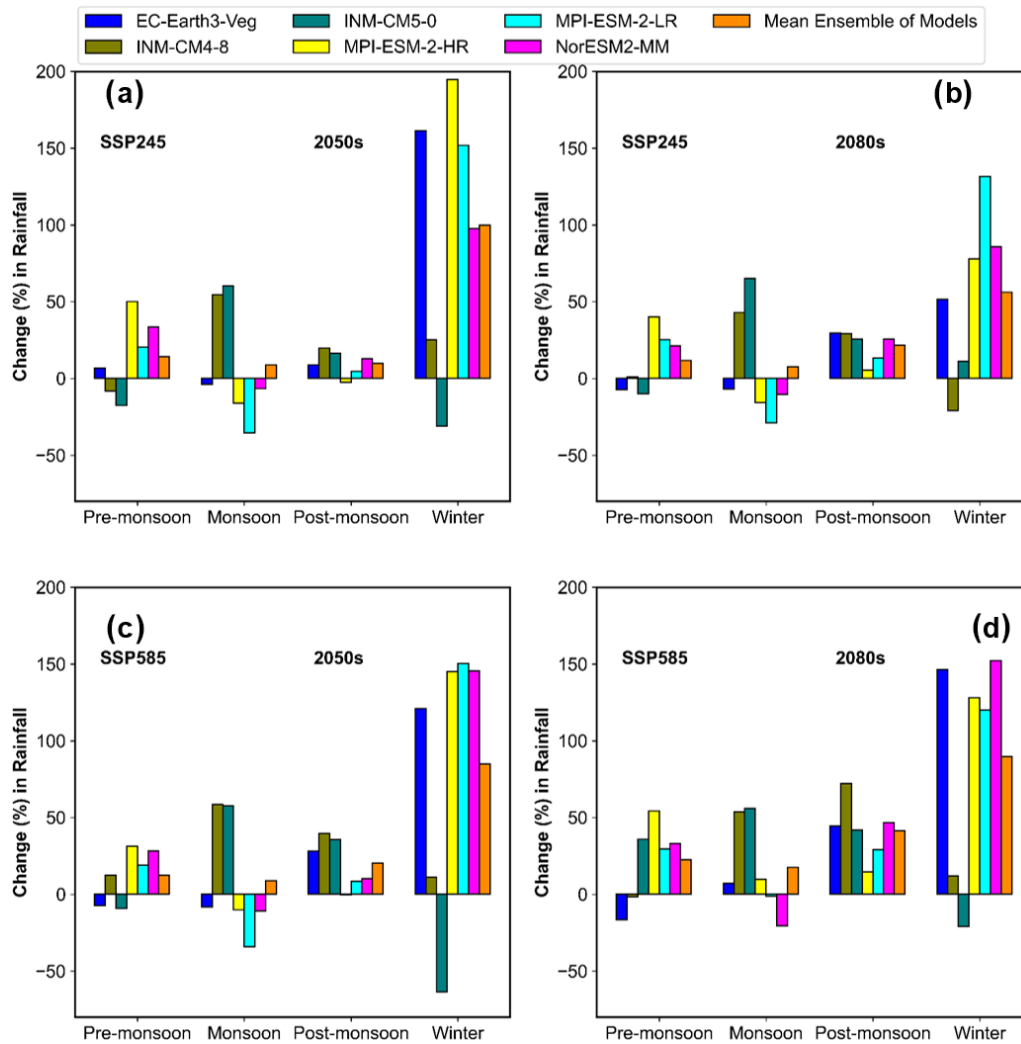 EC-Earth3-Veg INM-CM5-0 MPI-ESM-2-LR Mean Ensemble of Models
INM-CM4-8 MPI-ESM-2-HR NorESM2-MM
(a)
SSP245 2050s
Change (%) in Rainfall
200
150
100
50
0
−50
Pre-monsoon Monsoon Post-monsoon Winter
(b)
SSP245 2080s
Change (%) in Rainfall
200
150
100
50
0
−50
Pre-monsoon Monsoon Post-monsoon Winter
(c)
SSP585 2050s
Change (%) in Rainfall
200
150
100
50
0
−50
Pre-monsoon Monsoon Post-monsoon Winter
(d)
SSP585 2080s
Change (%) in Rainfall
200
150
100
50
0
−50
Pre-monsoon Monsoon Post-monsoon Winter